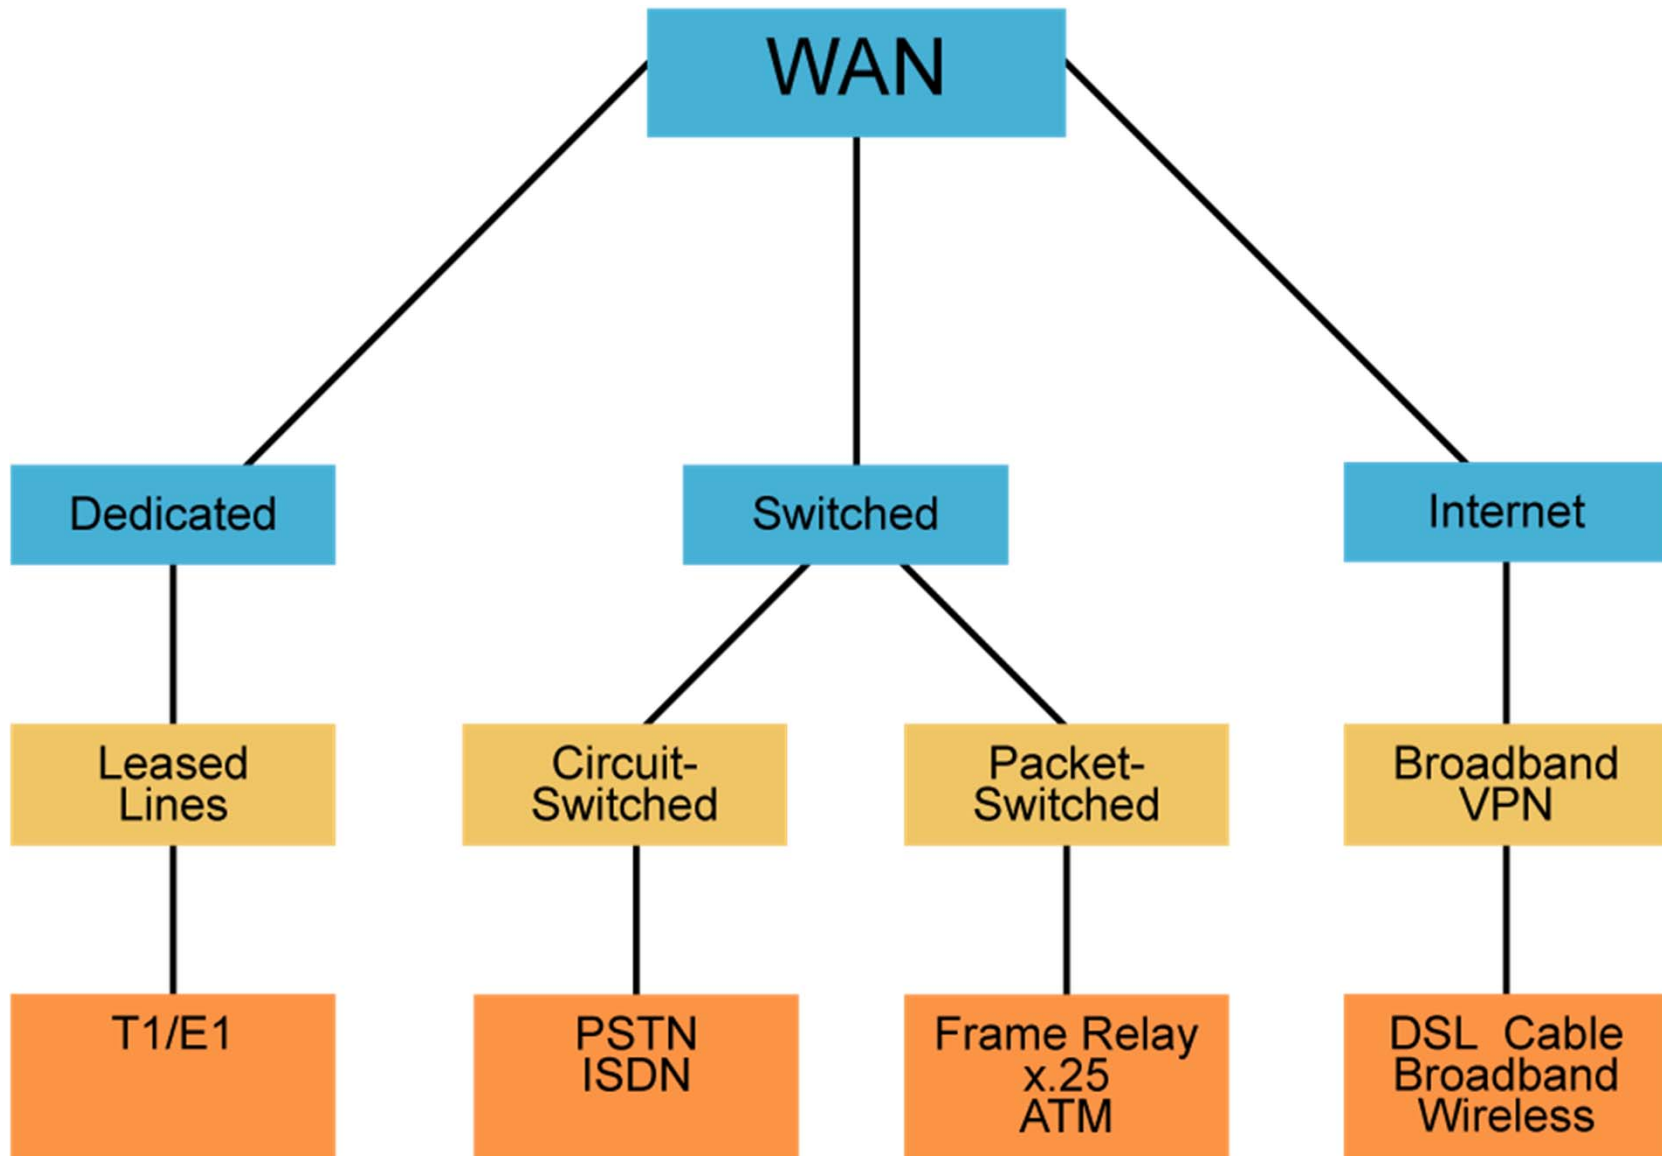 WAN
Dedicated
Switched
Internet
Leased
Lines
Circuit-
Switched
Packet-
Switched
Broadband
VPN
T1/E1
PSTN
ISDN
Frame Relay
x.25
ATM
DSL  Cable
Broadband
Wireless